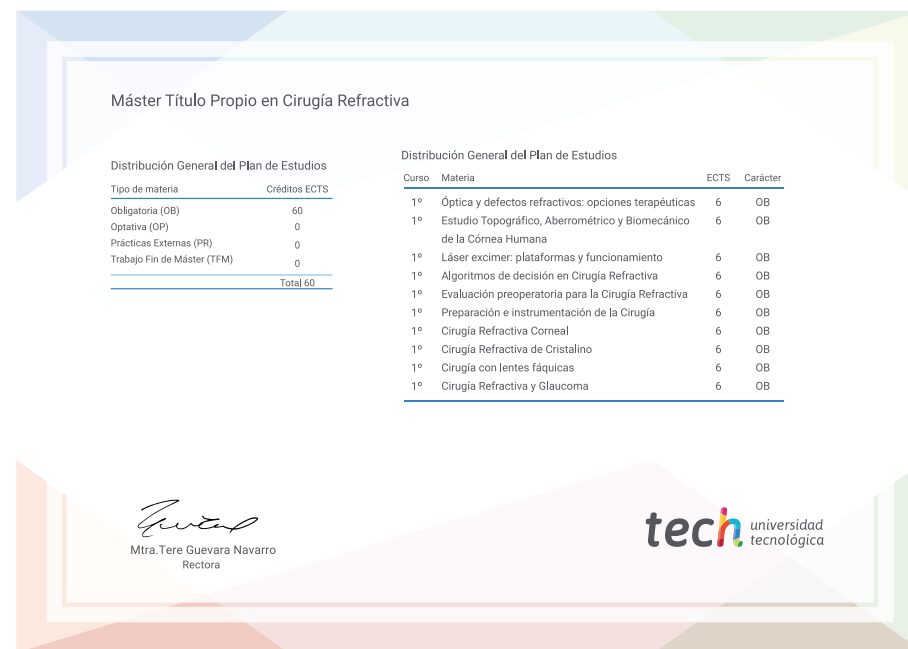 Máster Título Propio en Cirugía Refractiva
Distribución General del Plan de Estudios
Tipo de materia Créditos ECTS
Obligatoria (OB) 60
Optativa (OP) 0
Prácticas Externas (PR) 0
Trabajo Fin de Máster (TFM) 0
Total 60
Distribución General del Plan de Estudios
Curso Materia ECTS Carácter
1º Óptica y defectos refractivos: opciones terapéuticas 6 OB
1º Estudio Topográfico, Aberrométrico y Biomecánico 6 OB
de la Córnea Humana
1º Láser excimer: plataformas y funcionamiento 6 OB
1º Algoritmos de decisión en Cirugía Refractiva 6 OB
1º Evaluación preoperatoria para la Cirugía Refractiva 6 OB
1º Preparación e instrumentación de la Cirugía 6 OB
1º Cirugía Refractiva Corneal 6 OB
1º Cirugía Refractiva de Cristalino 6 OB
1º Cirugía con lentes fáquicas 6 OB
1º Cirugía Refractiva y Glaucoma 6 OB
Mtra.Tere Guevara Navarro
Rectora
tech universidad
tecnológica